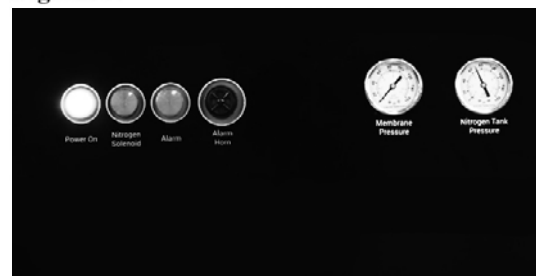 Power On
Nitrogen
Solenoid
Alarm
Alarm
Horn
Membrane
Pressure
Nitrogen Tank
Pressure